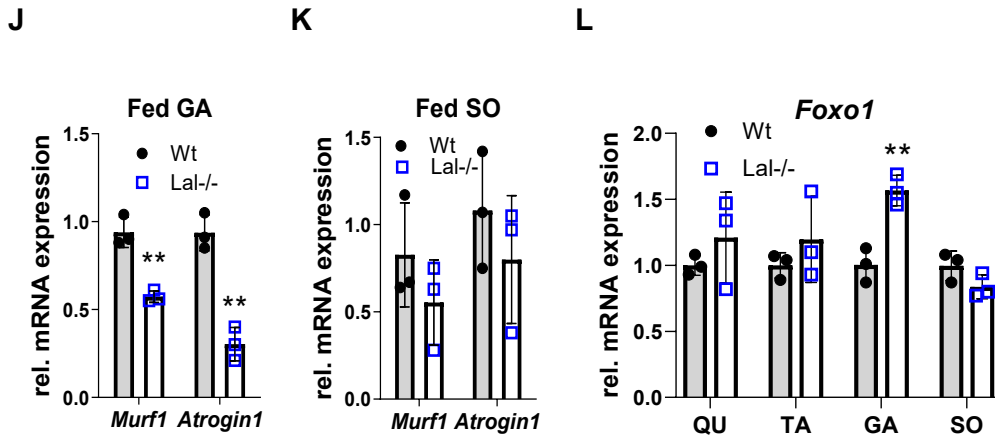 J
K
L
Fed GA
rel. mRNA expression
1.5
1.0
0.5
0.0
Wt
Lal-/-
**
**
Murf1 Atrogin1
Fed SO
rel. mRNA expression
1.5
1.0
0.5
0.0
Wt
Lal-/-
Murf1 Atrogin1
Foxo1
rel. mRNA expression
2.0
1.5
1.0
0.5
0.0
Wt
Lal-/-
**
QU TA GA SO